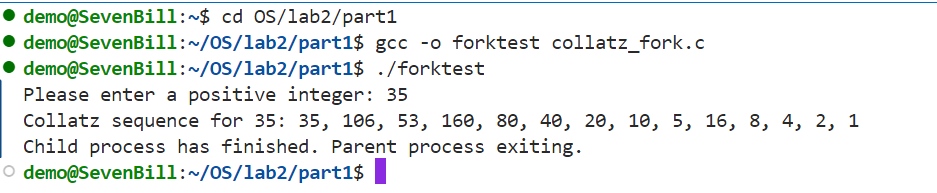 demo@SevenBill:~$ cd OS/lab2/part1
demo@SevenBill:~/OS/lab2/part1$ gcc -o forktest collatz_fork.c
demo@SevenBill:~/OS/lab2/part1$ ./forktest
Please enter a positive integer: 35
Collatz sequence for 35: 35, 106, 53, 160, 80, 40, 20, 10, 5, 16, 8, 4, 2, 1
Child process has finished. Parent process exiting.
demo@SevenBill:~/OS/lab2/part1$